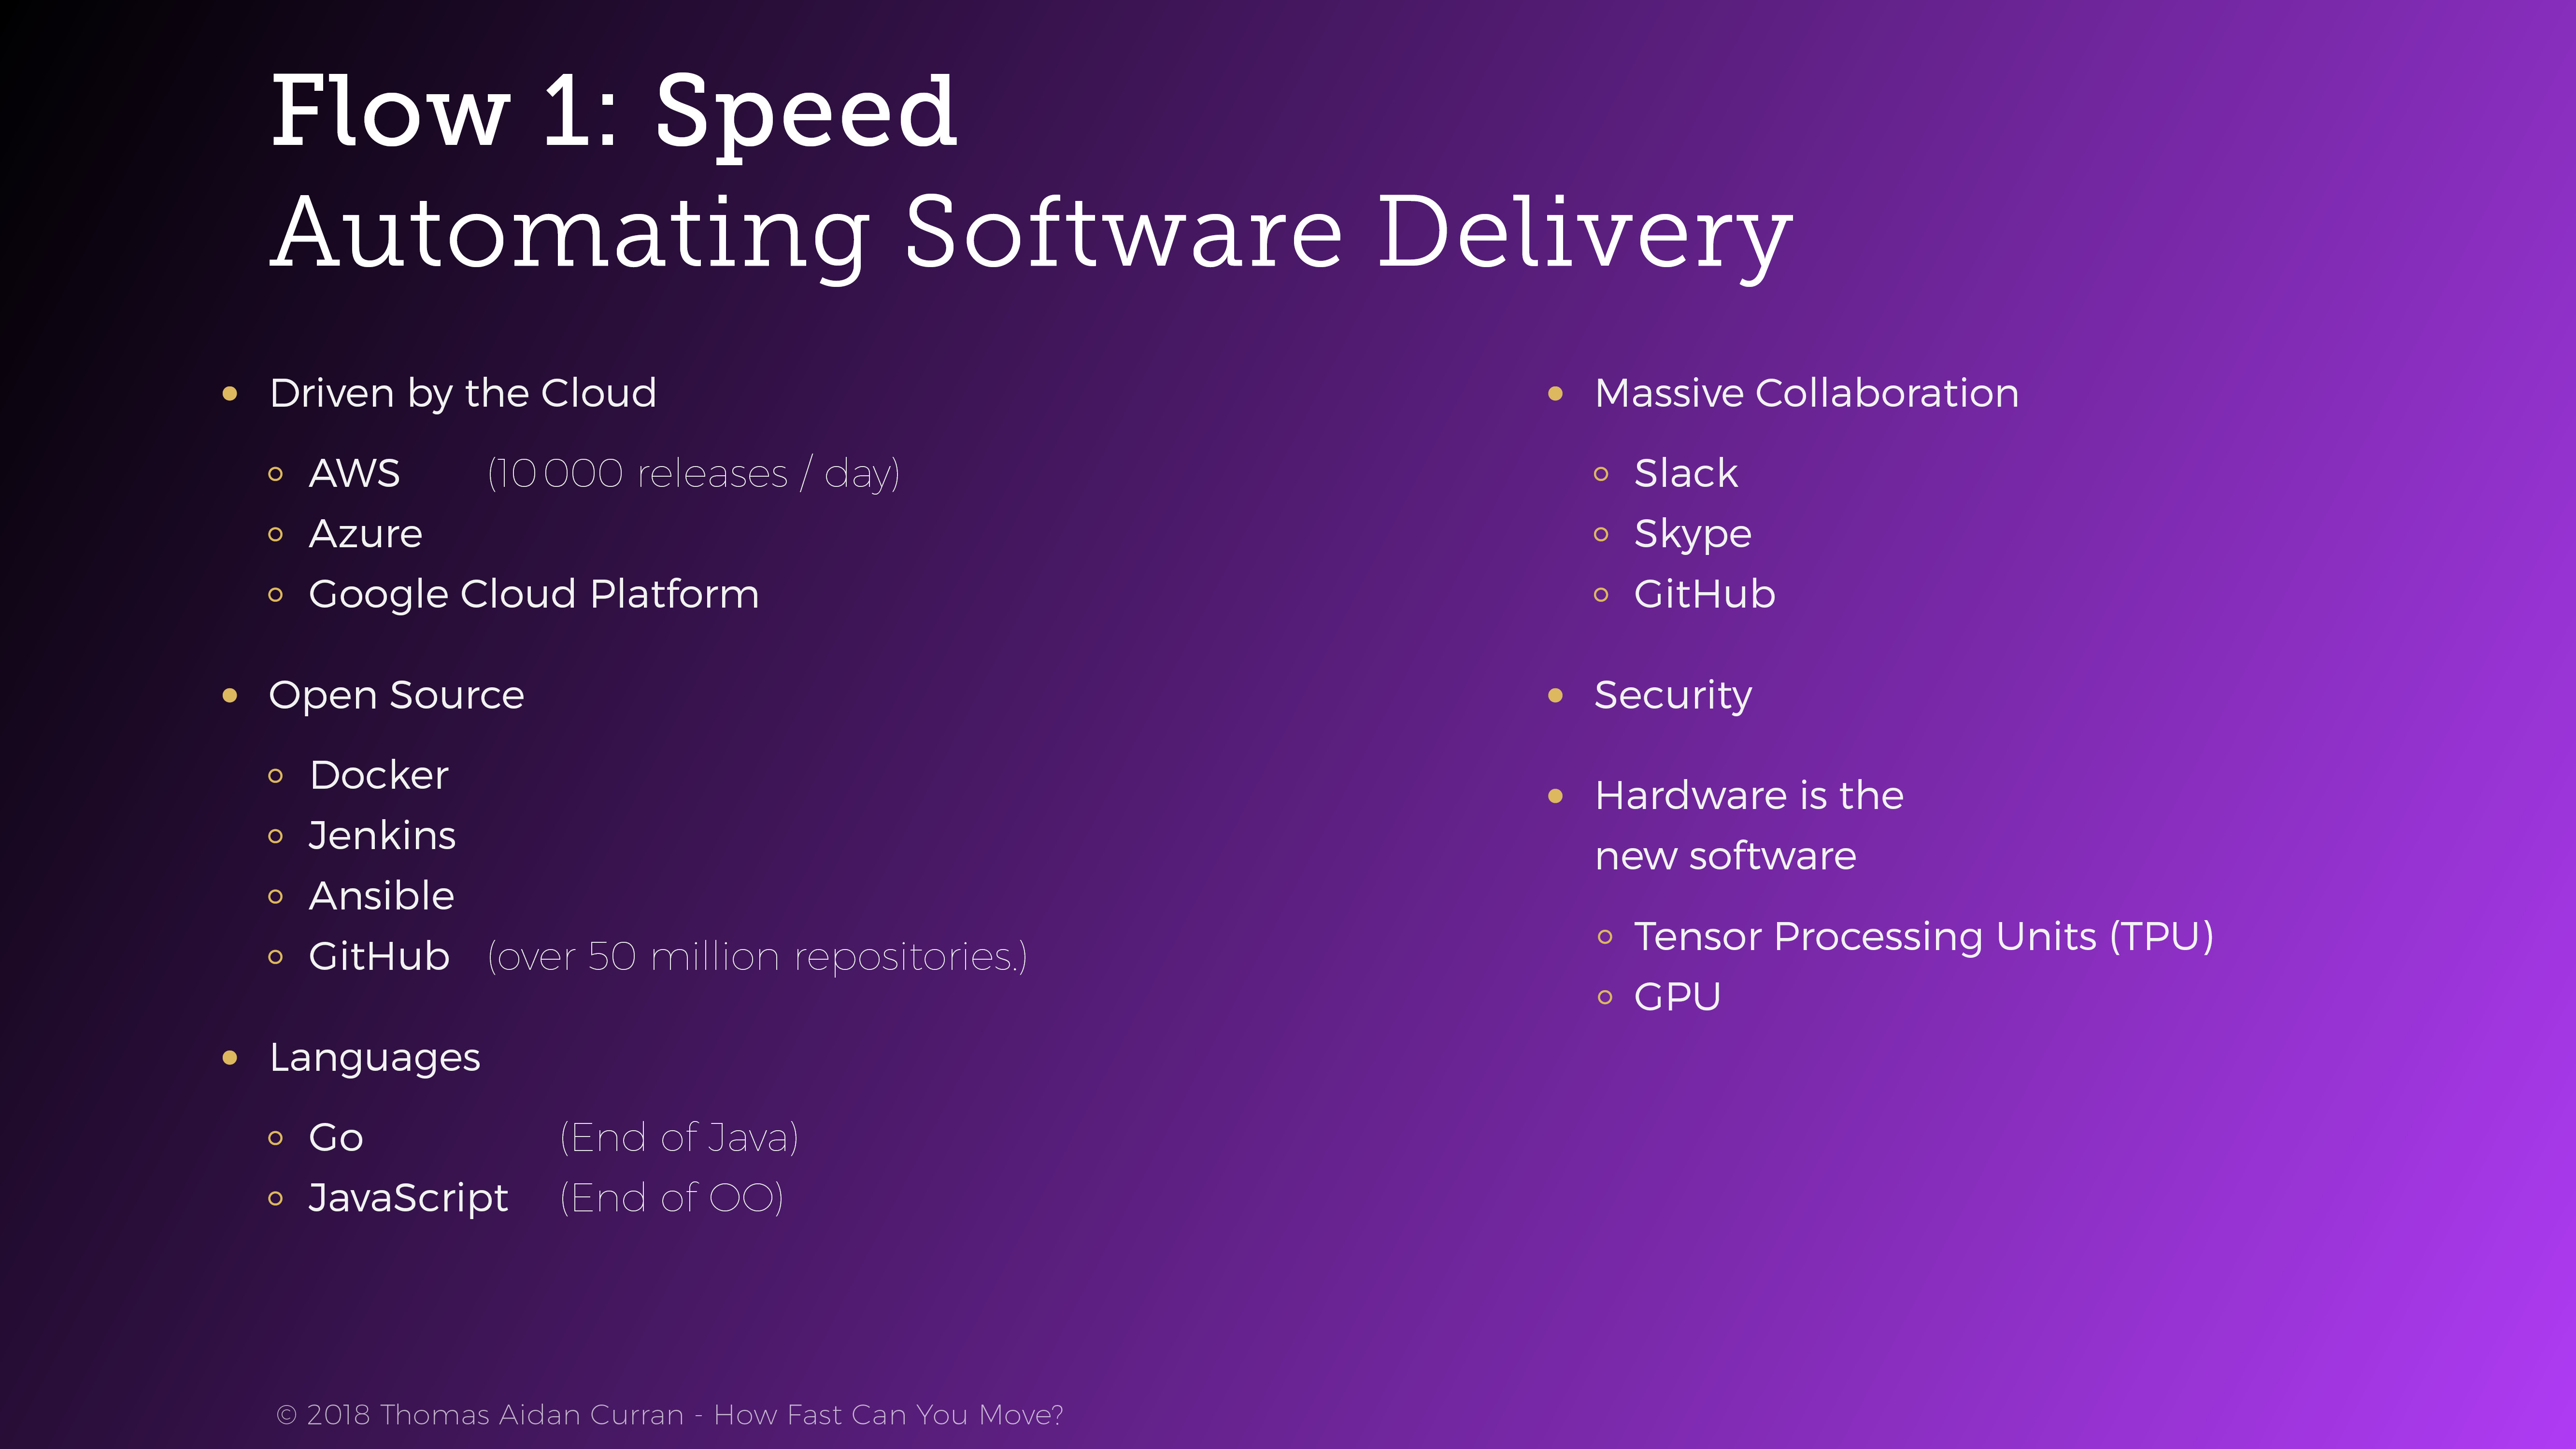 Flow 1: Speed
Automating Software Delivery
Driven by the Cloud
AWS (10 000 releases / day)
Azure
Google Cloud Platform
Open Source
Docker
Jenkins
Ansible
GitHub (over 50 million repositories.)
Languages
Go (End of Java)
JavaScript (End of OO)
Massive Collaboration
Slack
Skype
GitHub
Security
Hardware is the
new software
Tensor Processing Units (TPU)
GPU
© 2018 Thomas Aidan Curran - How Fast Can You Move?